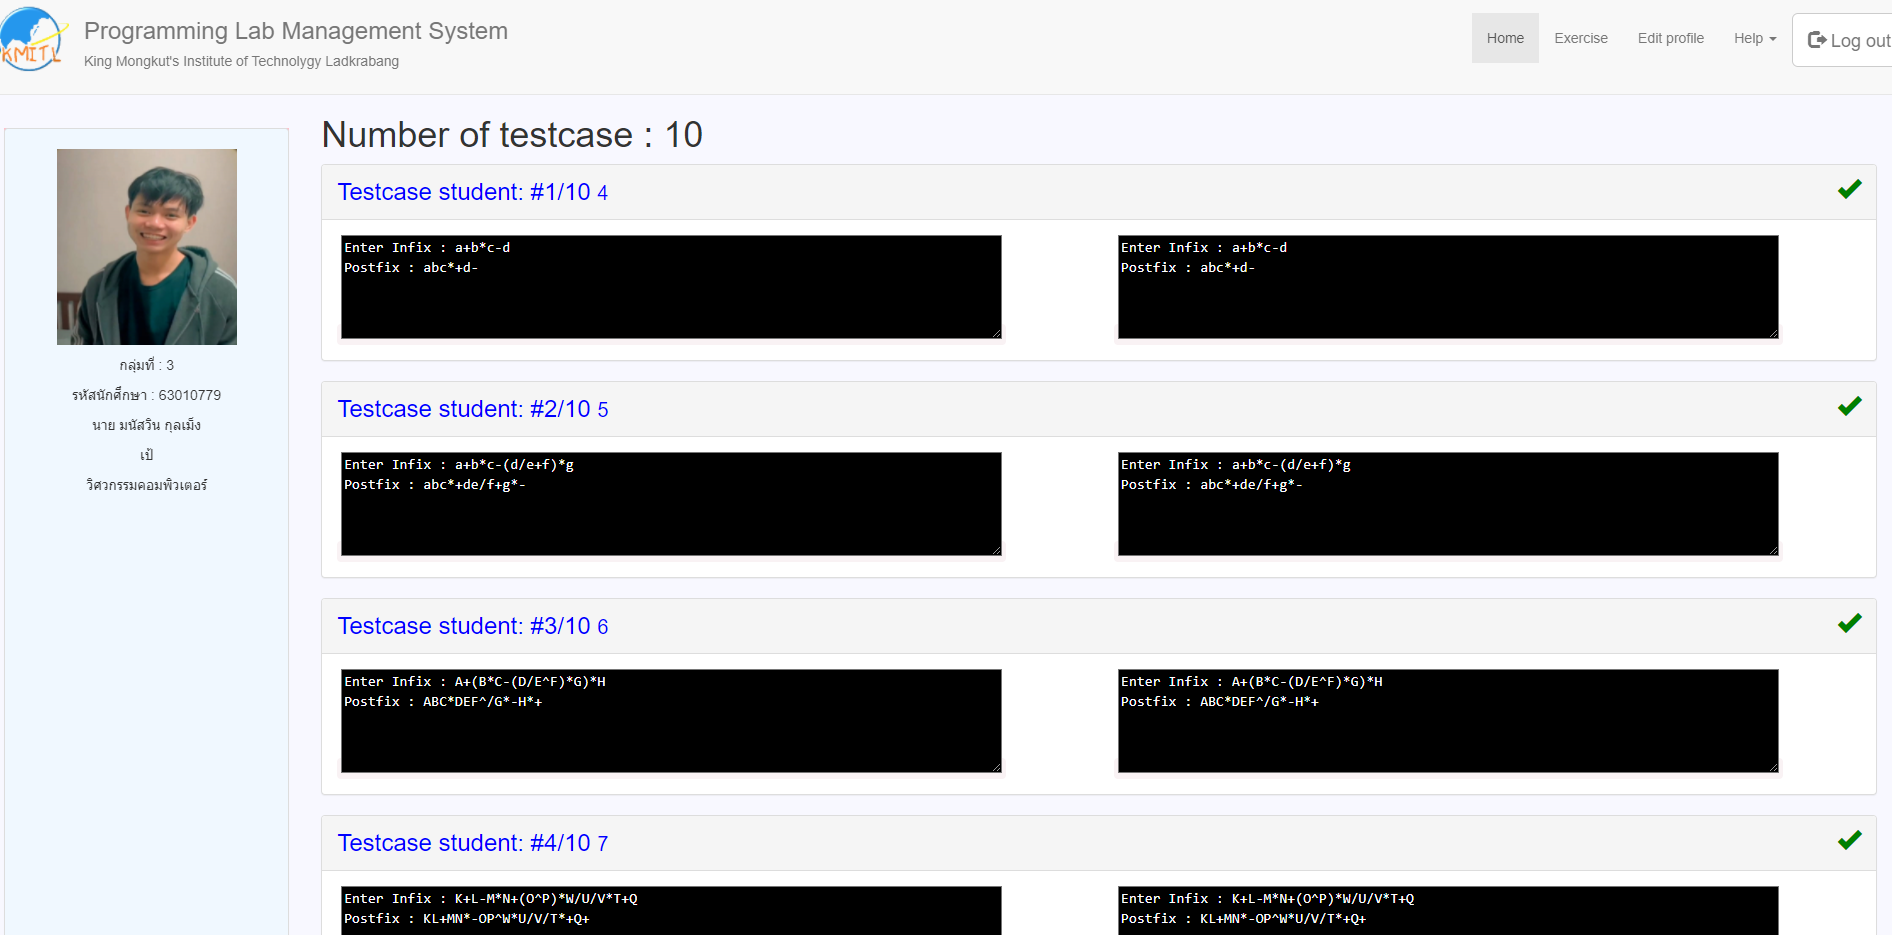 KMITL
Programming Lab Management System
King Mongkut's Institute of Technolygy Ladkrabang
Home
Exercise
Edit profile
Help
Log out
กลุ่มที่ : 3
รหัสนักศึกษา : 63010779
นาย มนัสวิน กุลเม็ง
เป้
วิศวกรรมคอมพิวเตอร์
Number of testcase : 10
Testcase student: #1/10 4
Enter Infix : a+b*c-d
Postfix : abc*+d-
Enter Infix : a+b*c-d
Postfix : abc*+d-
Testcase student: #2/10 5
Enter Infix : a+b*c-(d/e+f)*g
Postfix : abc*+de/f+g*-
Enter Infix : a+b*c-(d/e+f)*g
Postfix : abc*+de/f+g*-
Testcase student: #3/10 6
Enter Infix : A+(B*C-(D/E^F)*G)*H
Postfix : ABC*DEF^/G*-H*+
Enter Infix : A+(B*C-(D/E^F)*G)*H
Postfix : ABC*DEF^/G*-H*+
Testcase student: #4/10 7
Enter Infix : K+L-M*N+(O^P)*W/U/V*T+Q
Postfix : KL+MN*-OP^W*U/V/T*+Q+
Enter Infix : K+L-M*N+(O^P)*W/U/V*T+Q
Postfix : KL+MN*-OP^W*U/V/T*+Q+